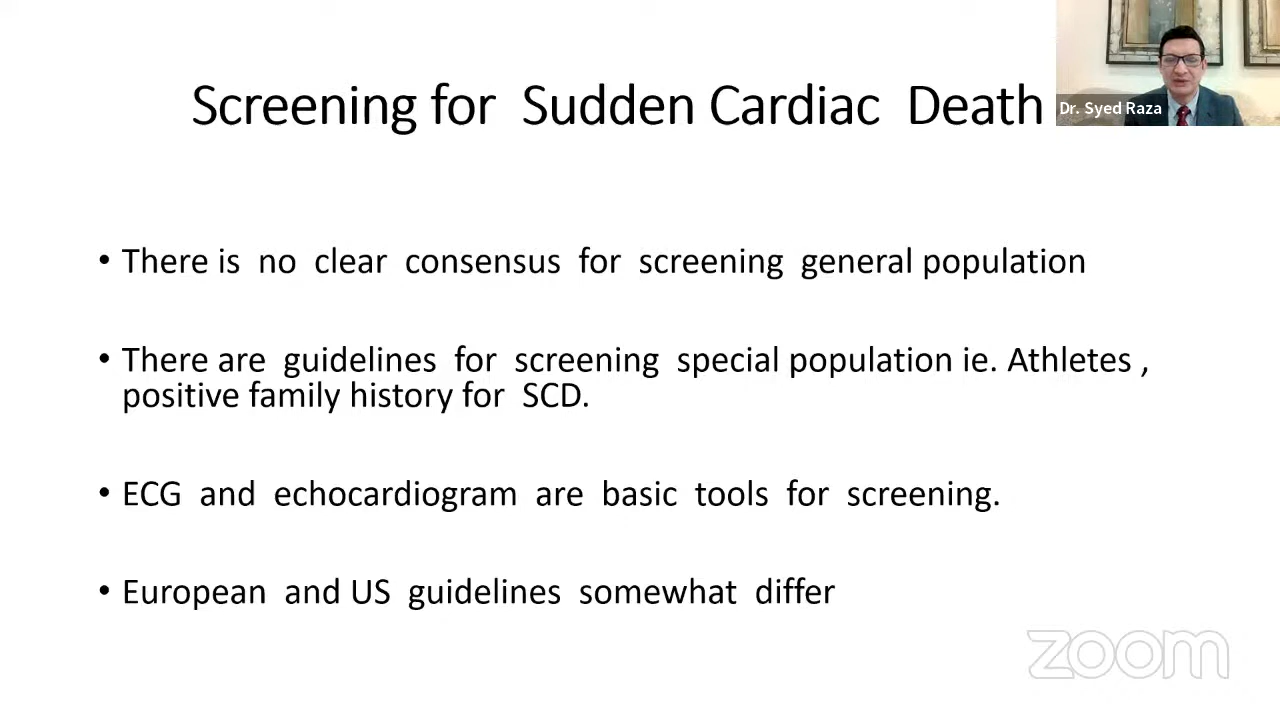 Screening for Sudden Cardiac Death
Dr. Syed Raza
• There is no clear consensus for screening general population
• There are guidelines for screening special population ie. Athletes ,
positive family history for SCD.
• ECG and echocardiogram are basic tools for screening.
• European and US guidelines somewhat differ
zoom